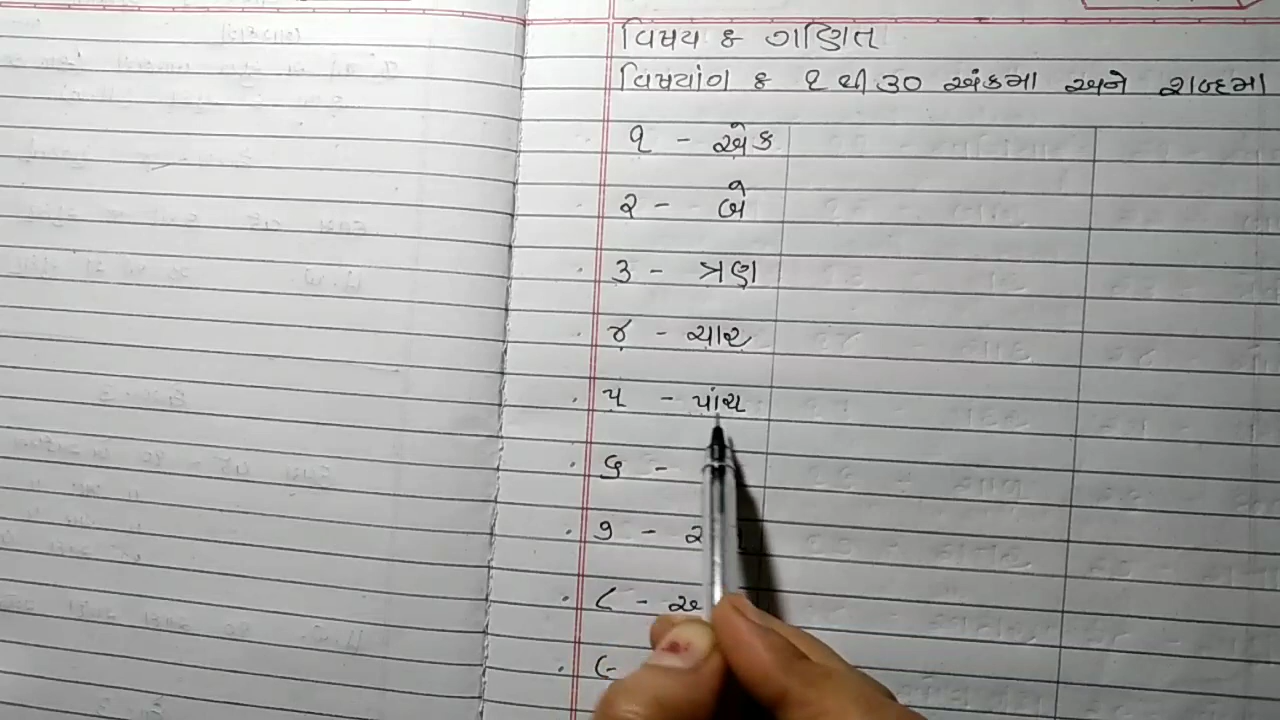 વિષય : ગણિત
વિષયાંગ : ૧ થી ૩૦ અંકમા અને શબ્દમા
૧ - એક
૨ - બે
૩ - ત્રણ
૪ - ચાર
૫ - પાંચ
૬ -
૭ -
૮ -
૯ -